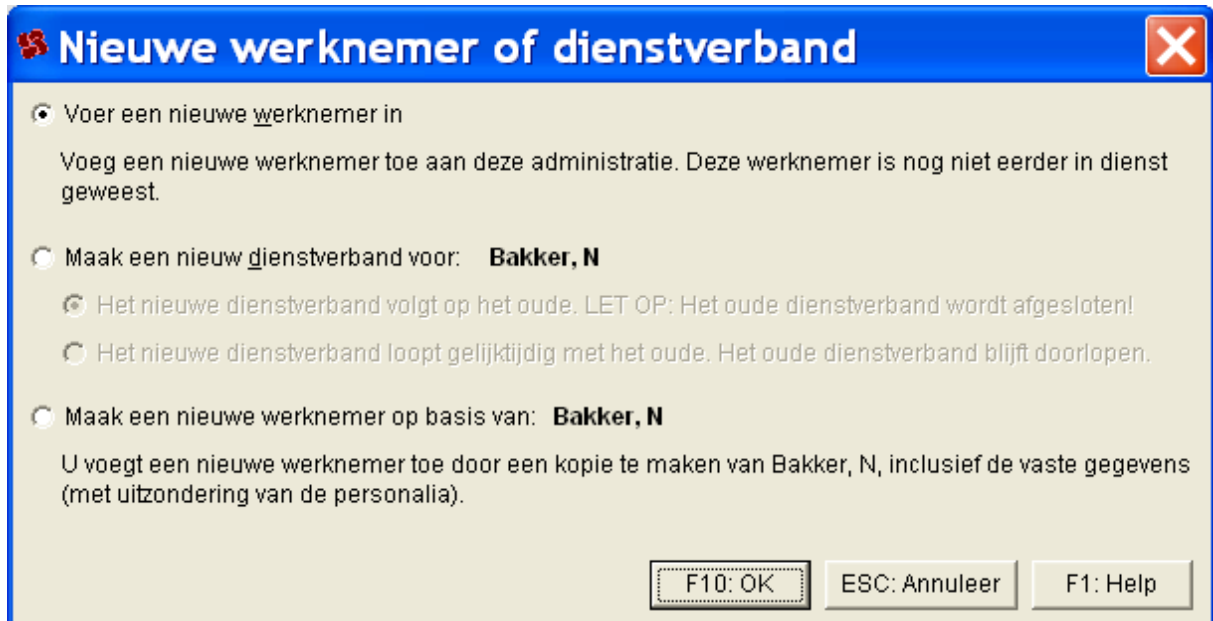 Nieuwe werknemer of dienstverband
Voer een nieuwe werknemer in
Voeg een nieuwe werknemer toe aan deze administratie. Deze werknemer is nog niet eerder in dienst
geweest.
Maak een nieuw dienstverband voor: Bakker, N
Het nieuwe dienstverband volgt op het oude. LET OP: Het oude dienstverband wordt afgesloten!
Het nieuwe dienstverband loopt gelijktijdig met het oude. Het oude dienstverband blijft doorlopen.
Maak een nieuwe werknemer op basis van: Bakker, N
U voegt een nieuwe werknemer toe door een kopie te maken van Bakker, N, inclusief de vaste gegevens
(met uitzondering van de personalia).
F10: OK ESC: Annuleer F1: Help